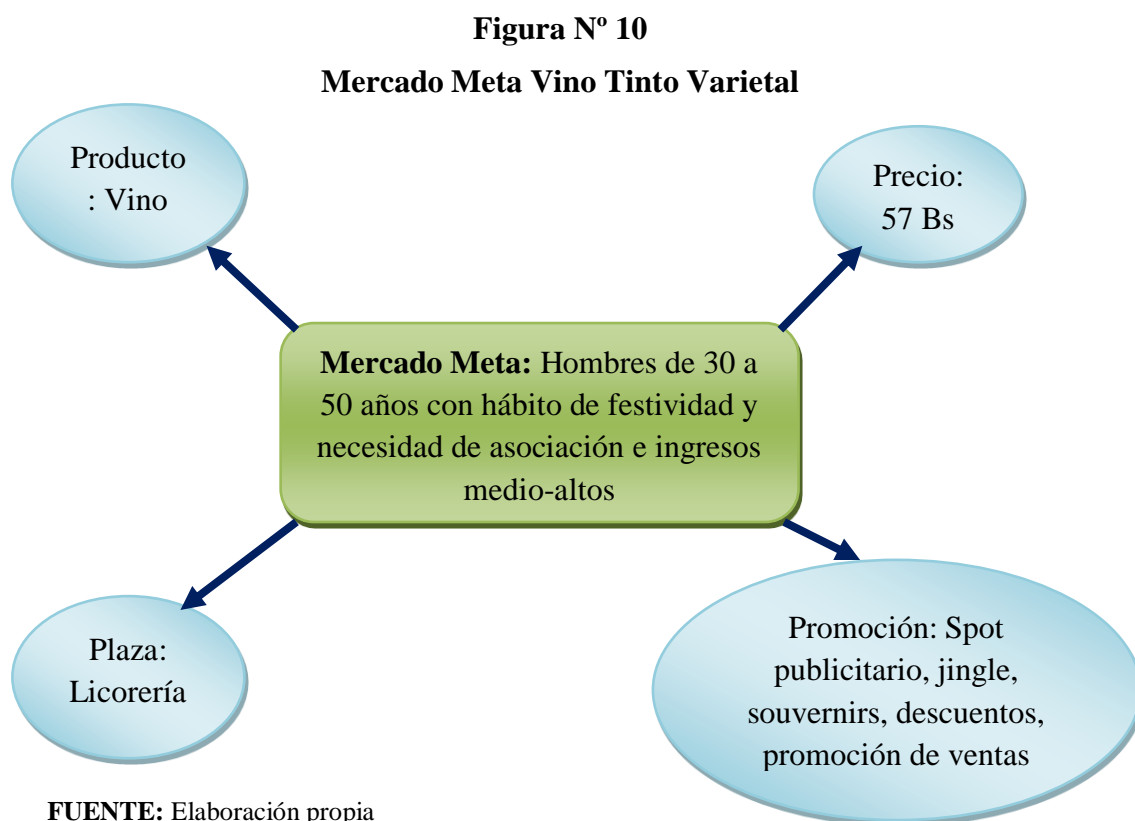 Figura Nº 10
Mercado Meta Vino Tinto Varietal
Producto
: Vino
Precio:
57 Bs
Mercado Meta: Hombres de 30 a
50 años con hábito de festividad y
necesidad de asociación e ingresos
medio-altos
Plaza:
Licorería
Promoción: Spot
publicitario, jingle,
souvernirs, descuentos,
promoción de ventas
FUENTE: Elaboración propia